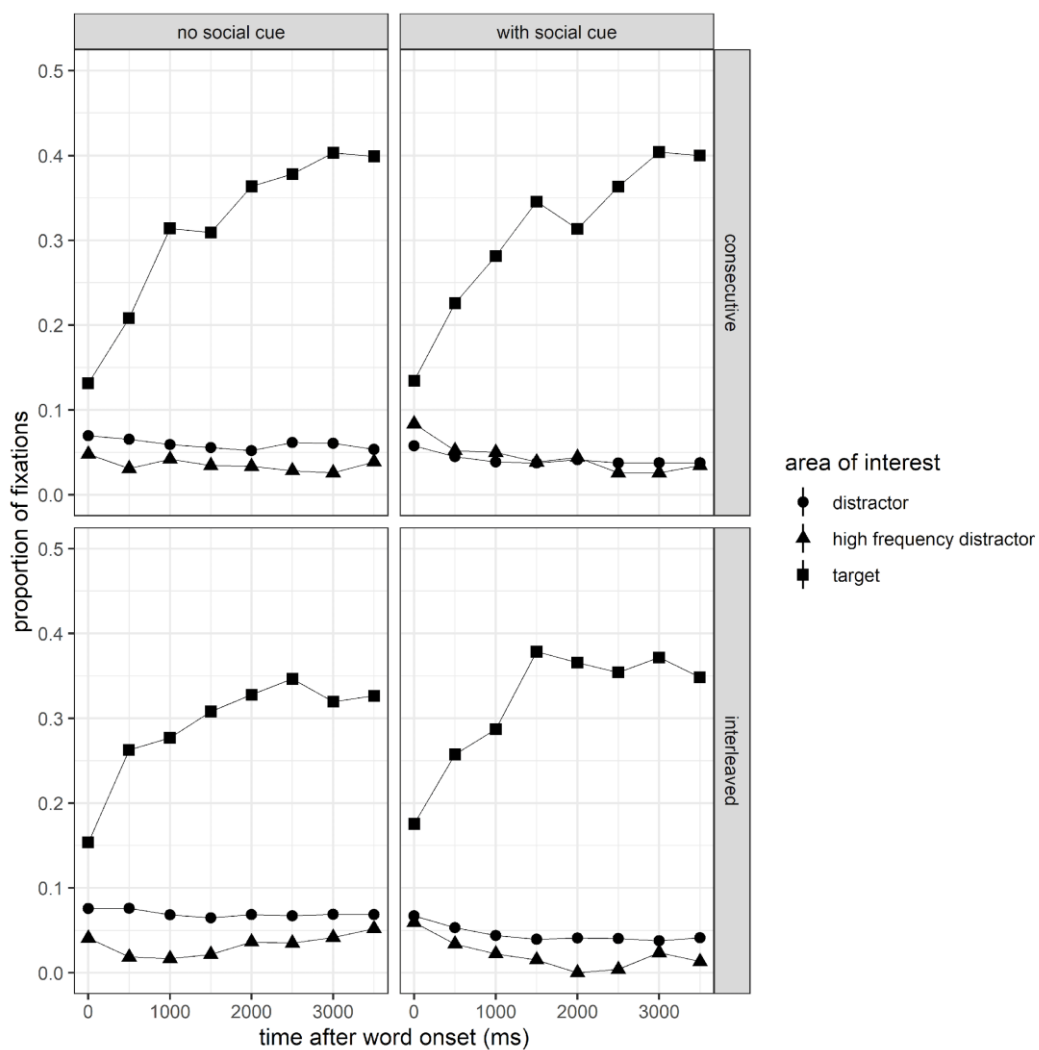 no social cue
with social cue
0.5
0.4
0.3
0.2
0.1
0.0
consecutive
0.5
0.4
0.3
0.2
0.1
0.0
interleaved
proportion of fixations
0 1000 2000 3000
0 1000 2000 3000
time after word onset (ms)
area of interest
distractor
high frequency distractor
target